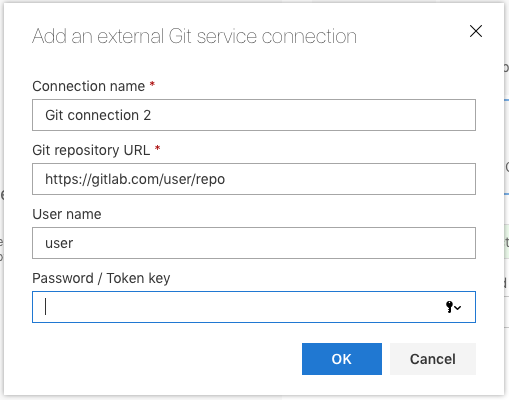 Add an external Git service connection
Connection name *
Git connection 2
Git repository URL *
https://gitlab.com/user/repo
User name
user
Password / Token key
OK
Cancel